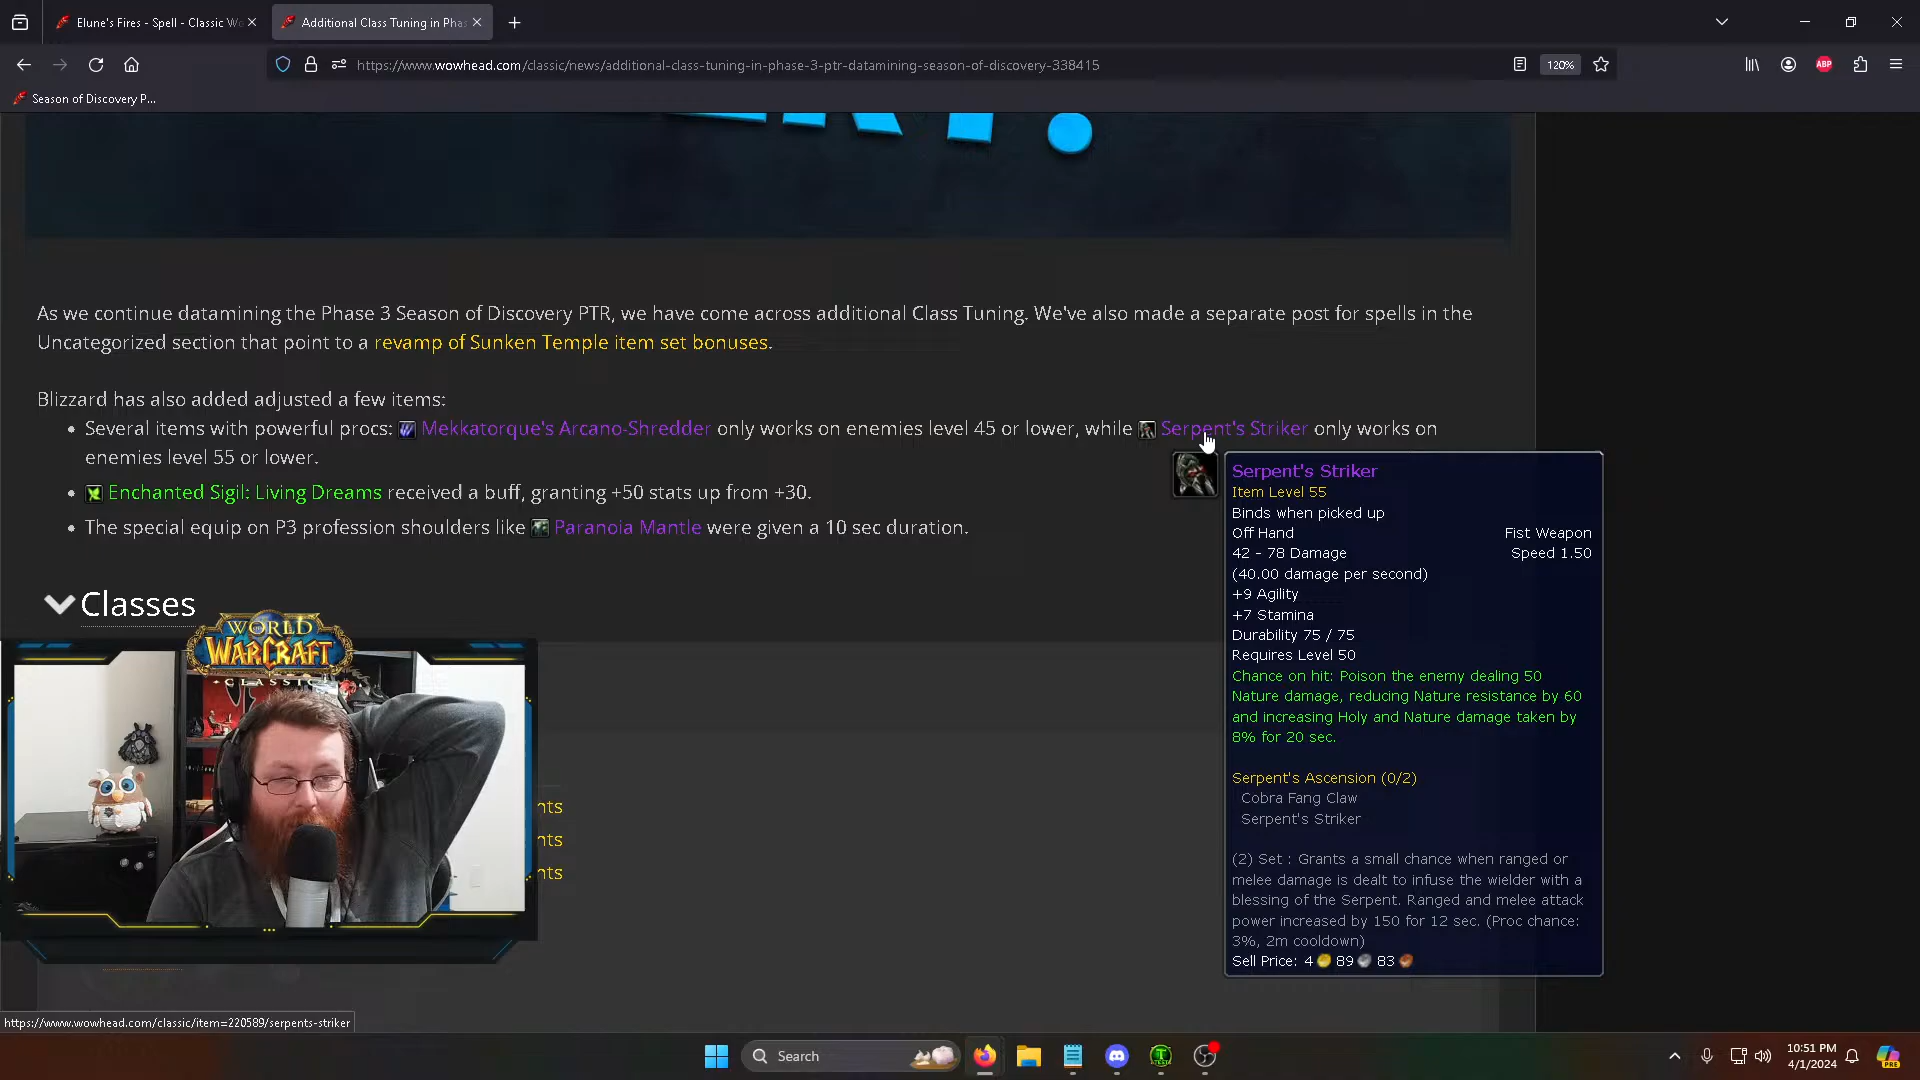 Elune's Fires - Spell - Classic Wo
Additional Class Tuning in Phas
https://www.wowhead.com/classic/news/additional-class-tuning-in-phase-3-ptr-datamining-season-of-discovery-338415
120%
ABP
Season of Discovery P...
As we continue datamining the Phase 3 Season of Discovery PTR, we have come across additional Class Tuning. We've also made a separate post for spells in the
Uncategorized section that point to a revamp of Sunken Temple item set bonuses.
Blizzard has also added adjusted a few items:
Several items with powerful procs: Mekkatorque's Arcano-Shredder only works on enemies level 45 or lower, while Serpent's Striker only works on
enemies level 55 or lower.
Enchanted Sigil: Living Dreams received a buff, granting +50 stats up from +30.
The special equip on P3 profession shoulders like Paranoia Mantle were given a 10 sec duration.
Classes
Serpent's Striker
Item Level 55
Binds when picked up
Off Hand Fist Weapon
42 - 78 Damage Speed 1.50
(40.00 damage per second)
+9 Agility
+7 Stamina
Durability 75 / 75
Requires Level 50
Chance on hit: Poison the enemy dealing 50
Nature damage, reducing Nature resistance by 60
and increasing Holy and Nature damage taken by
8% for 20 sec.
Serpent's Ascension (0/2)
Cobra Fang Claw
Serpent's Striker
(2) Set : Grants a small chance when ranged or
melee damage is dealt to infuse the wielder with a
blessing of the Serpent. Ranged and melee attack
power increased by 150 for 12 sec. (Proc chance:
3%, 2m cooldown)
Sell Price: 4 89 83
WORLD
WARCRAFT
CLASSIC
nts
nts
nts
https://www.wowhead.com/classic/item=220589/serpents-striker
Search
10:51 PM
4/1/2024
PRE